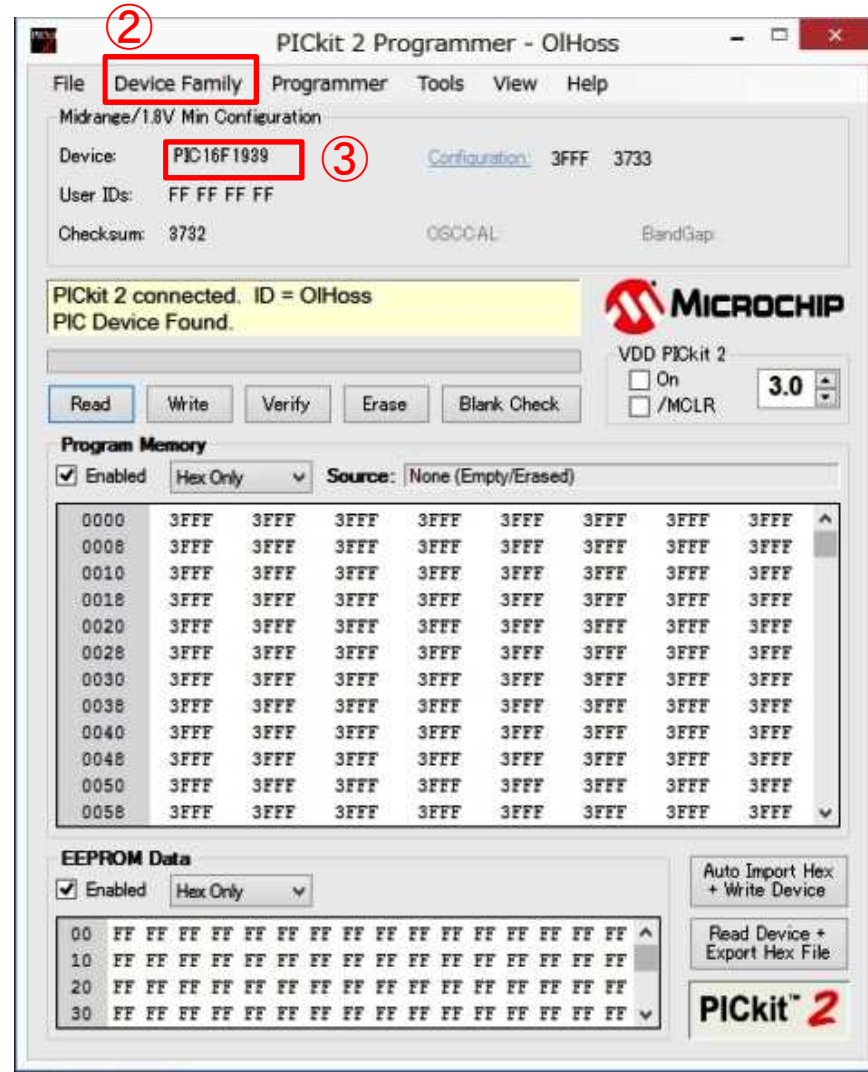 ②
PICkit 2 Programmer - OlHoss
File Device Family Programmer Tools View Help
Midrange/1.8V Min Configuration
Device: PIC16F1939 ③ Configuration: 3FFF 3733
User IDs: FF FF FF FF
Checksum: 3732 OSCCAL: BandGap:
PICkit 2 connected. ID = OlHoss
PIC Device Found.
MICROCHIP
VDD PICkit 2
On
/MCLR
3.0
Read Write Verify Erase Blank Check
Program Memory
Enabled Hex Only Source: None (Empty/Erased)
0000 3FFF 3FFF 3FFF 3FFF 3FFF 3FFF 3FFF 3FFF
0008 3FFF 3FFF 3FFF 3FFF 3FFF 3FFF 3FFF 3FFF
0010 3FFF 3FFF 3FFF 3FFF 3FFF 3FFF 3FFF 3FFF
0018 3FFF 3FFF 3FFF 3FFF 3FFF 3FFF 3FFF 3FFF
0020 3FFF 3FFF 3FFF 3FFF 3FFF 3FFF 3FFF 3FFF
0028 3FFF 3FFF 3FFF 3FFF 3FFF 3FFF 3FFF 3FFF
0030 3FFF 3FFF 3FFF 3FFF 3FFF 3FFF 3FFF 3FFF
0038 3FFF 3FFF 3FFF 3FFF 3FFF 3FFF 3FFF 3FFF
0040 3FFF 3FFF 3FFF 3FFF 3FFF 3FFF 3FFF 3FFF
0048 3FFF 3FFF 3FFF 3FFF 3FFF 3FFF 3FFF 3FFF
0050 3FFF 3FFF 3FFF 3FFF 3FFF 3FFF 3FFF 3FFF
0058 3FFF 3FFF 3FFF 3FFF 3FFF 3FFF 3FFF 3FFF
EEPROM Data
Enabled Hex Only
00 FF FF FF FF FF FF FF FF FF FF FF FF FF FF FF FF
10 FF FF FF FF FF FF FF FF FF FF FF FF FF FF FF FF
20 FF FF FF FF FF FF FF FF FF FF FF FF FF FF FF FF
30 FF FF FF FF FF FF FF FF FF FF FF FF FF FF FF FF
Auto Import Hex
+ Write Device
Read Device +
Export Hex File
PICkit™ 2